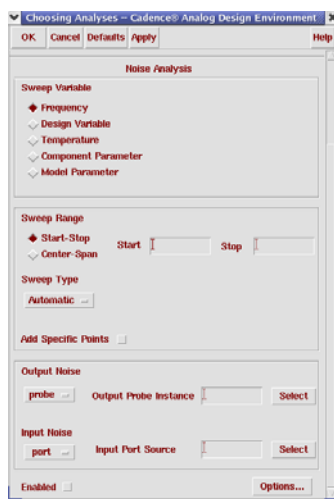 Choosing Analyses – Cadence® Analog Design Environment
OK Cancel Defaults Apply Help
Noise Analysis
Sweep Variable
Frequency
Design Variable
Temperature
Component Parameter
Model Parameter
Sweep Range
Start-Stop Start Stop
Center-Span
Sweep Type
Automatic
Add Specific Points
Output Noise
probe Output Probe Instance Select
Input Noise
port Input Port Source Select
Enabled Options...